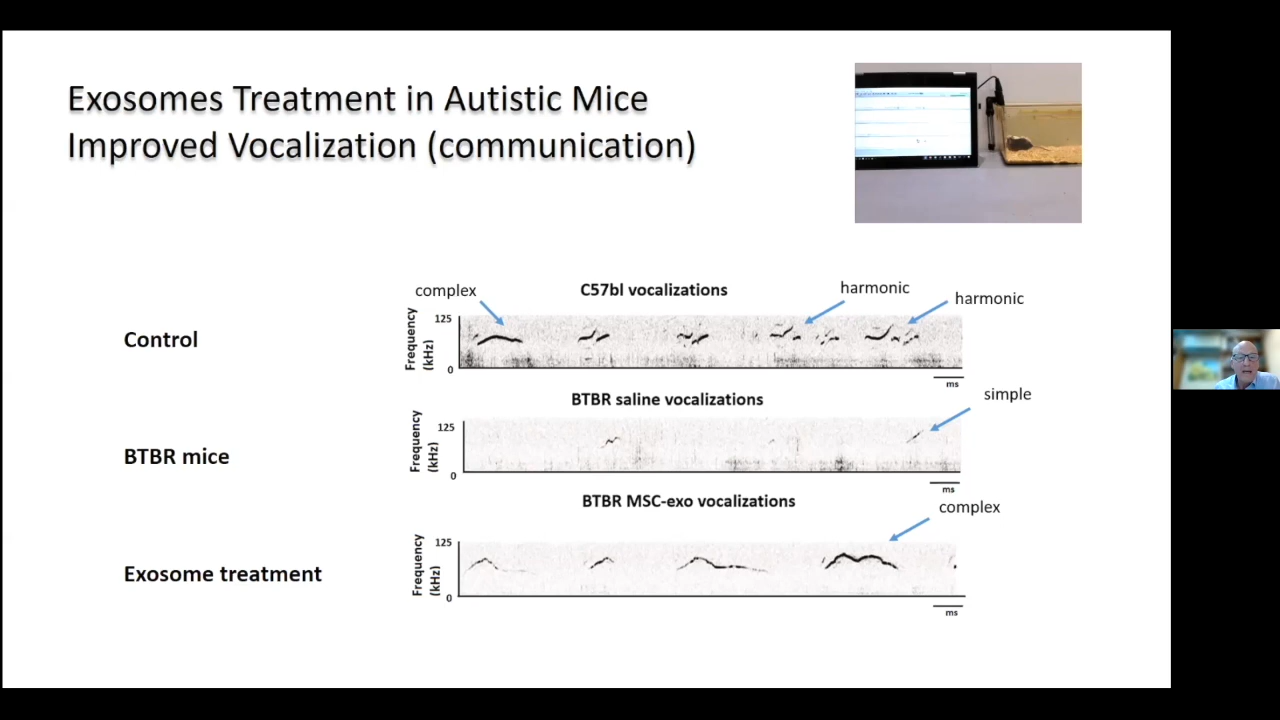 Exosomes Treatment in Autistic Mice
Improved Vocalization (communication)
complex
C57bl vocalizations
harmonic
harmonic
Control
Frequency
(kHz)
125
0
ms
BTBR saline vocalizations
simple
BTBR mice
Frequency
(kHz)
125
0
ms
BTBR MSC-exo vocalizations
complex
Exosome treatment
Frequency
(kHz)
125
0
ms